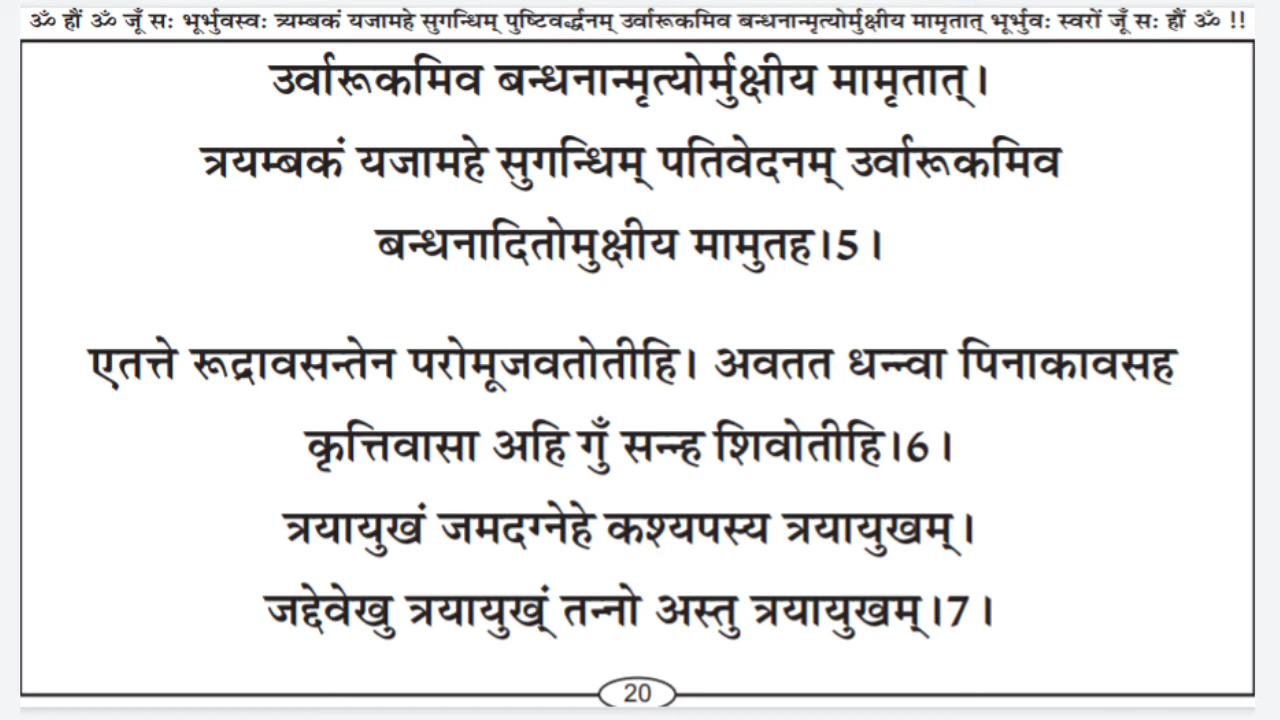 ॐ हौं ॐ जूँ सः भूर्भुवस्वः त्र्यम्बकं यजामहे सुगन्धिम् पुष्टिवर्द्धनम् उर्वारूकमिव बन्धनान्मृत्योर्मुक्षीय मामृतात् भूर्भुवः स्वरों जूँ सः हौं ॐ !!
उर्वारूकमिव बन्धनान्मृत्योर्मुक्षीय मामृतात्।
त्रयम्बकं यजामहे सुगन्धिम् पतिवेदनम् उर्वारूकमिव
बन्धनादितोमुक्षीय मामुतह।5।
एतत्ते रूद्रावसन्तेन परोमूजवतोतीहि। अवतत धन्न्वा पिनाकावसह
कृत्तिवासा अहि गुँ सन्ह शिवोतीहि।6।
त्रयायुखं जमदग्नेहे कश्यपस्य त्रयायुखम्।
जद्देवेखु त्रयायुख्ं तन्नो अस्तु त्रयायुखम्।7।
20